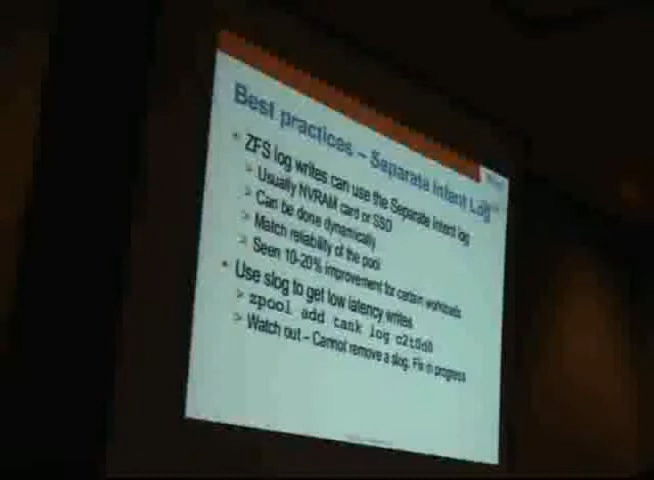 Best practices – Separate Intent Log
• ZFS log writes can use the Separate Intent log
> Usually NVRAM card or SSD
> Can be done dynamically
> Match reliability of the pool
> Seen 10-20% improvement for certain workloads
• Use slog to get low latency writes
> zpool add tank log c2t0d0
> Watch out – Cannot remove a slog. Fix in progress